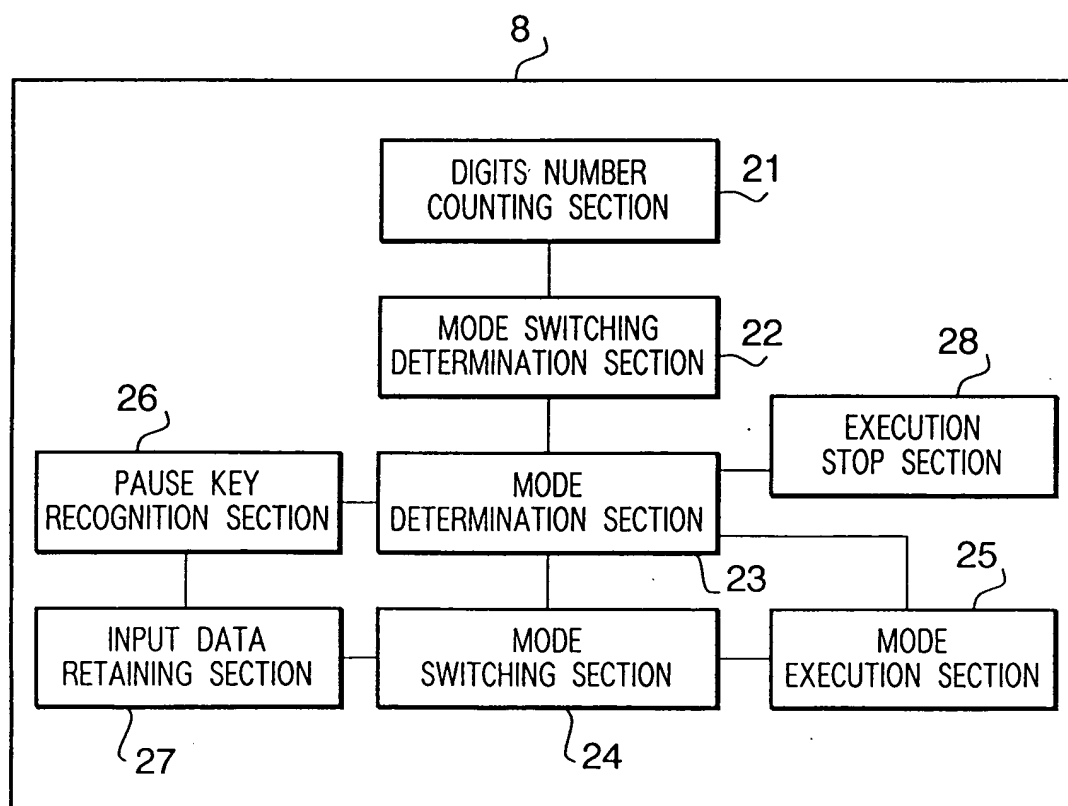 8
DIGITS NUMBER
COUNTING SECTION
21
MODE SWITCHING
DETERMINATION SECTION
22
28
EXECUTION
STOP SECTION
26
PAUSE KEY
RECOGNITION SECTION
MODE
DETERMINATION SECTION
23
25
INPUT DATA
RETAINING SECTION
27
MODE
SWITCHING SECTION
24
MODE
EXECUTION SECTION